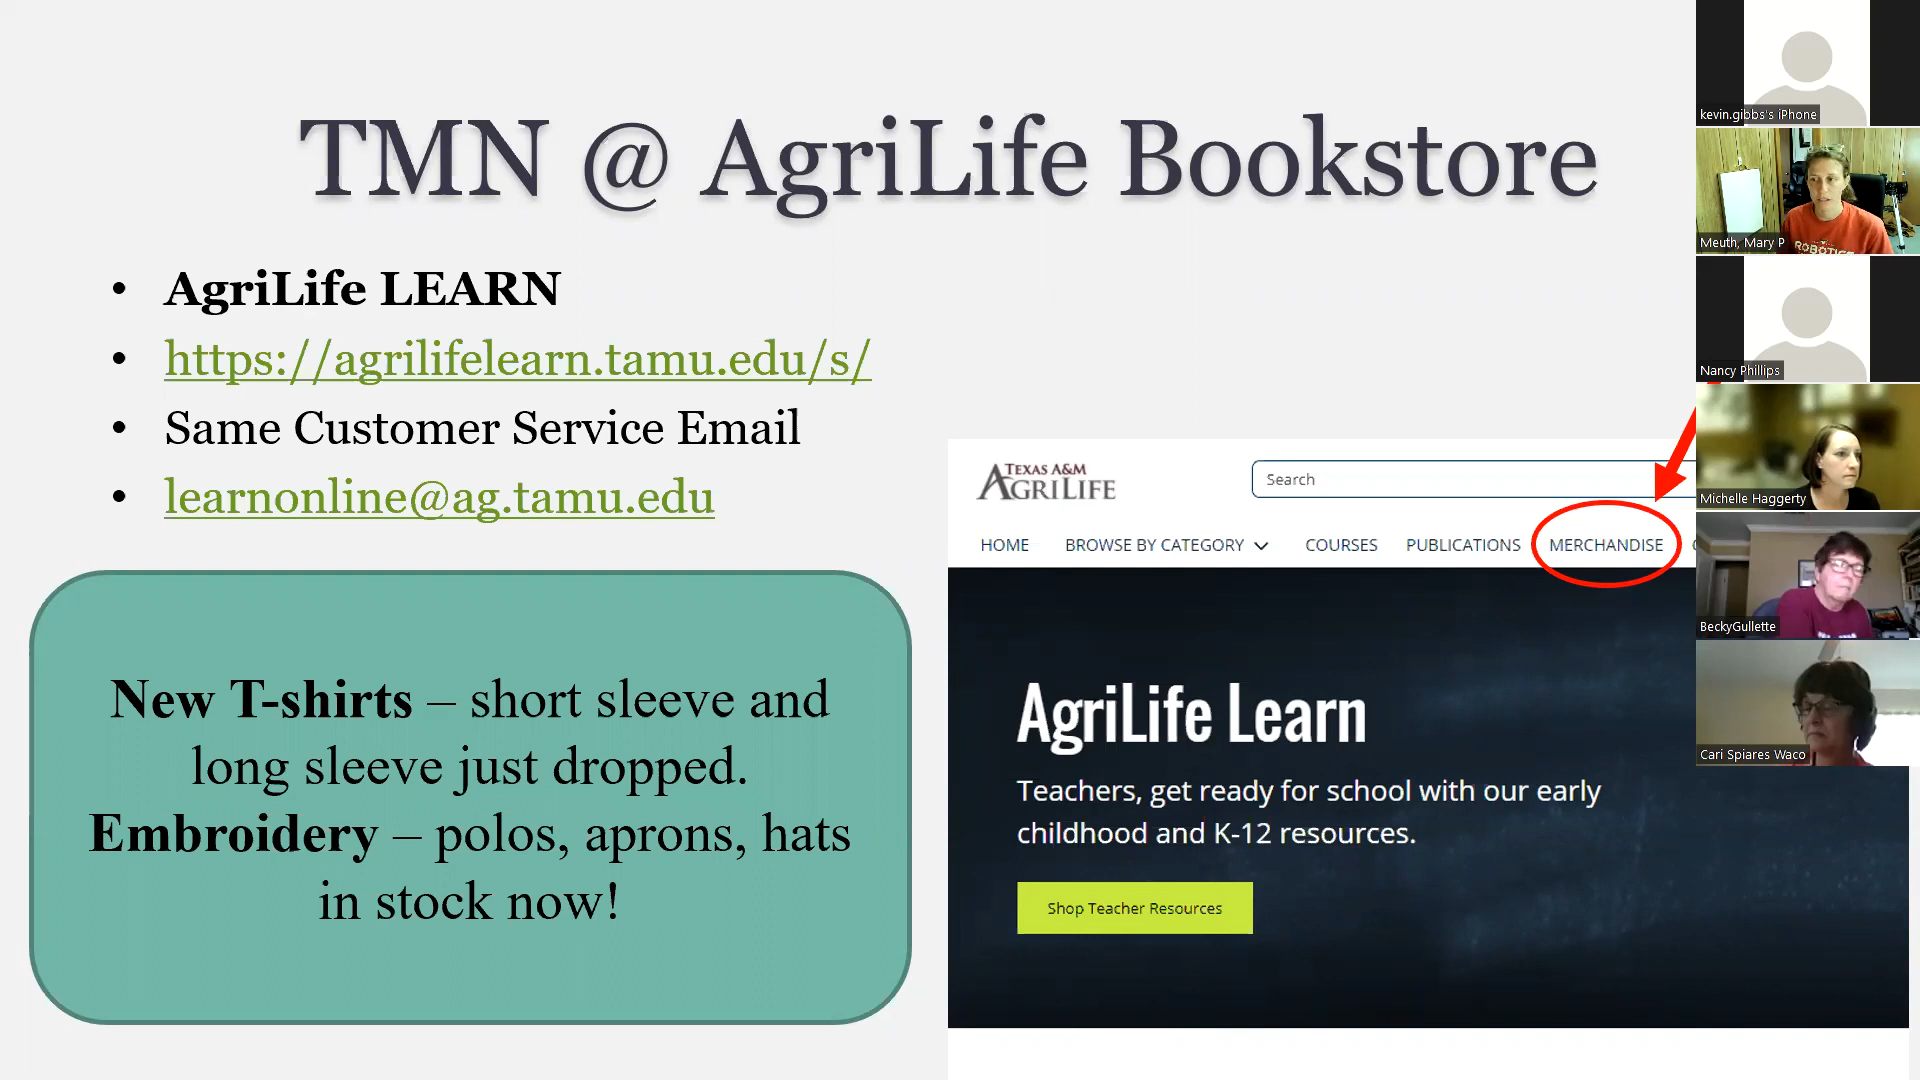 TMN @ AgriLife Bookstore
• AgriLife LEARN
• https://agrilifelearn.tamu.edu/s/
• Same Customer Service Email
• learnonline@ag.tamu.edu
New T-shirts – short sleeve and
long sleeve just dropped.
Embroidery – polos, aprons, hats
in stock now!
TEXAS A&M
AGRILIFE
Search
HOME
BROWSE BY CATEGORY
COURSES
PUBLICATIONS
MERCHANDISE
AgriLife Learn
Teachers, get ready for school with our early
childhood and K-12 resources.
Shop Teacher Resources
kevin.gibbs's iPhone
ROBOTICS
Meuth, Mary P
Nancy Phillips
Michelle Haggerty
BeckyGullette
Cari Spiares Waco